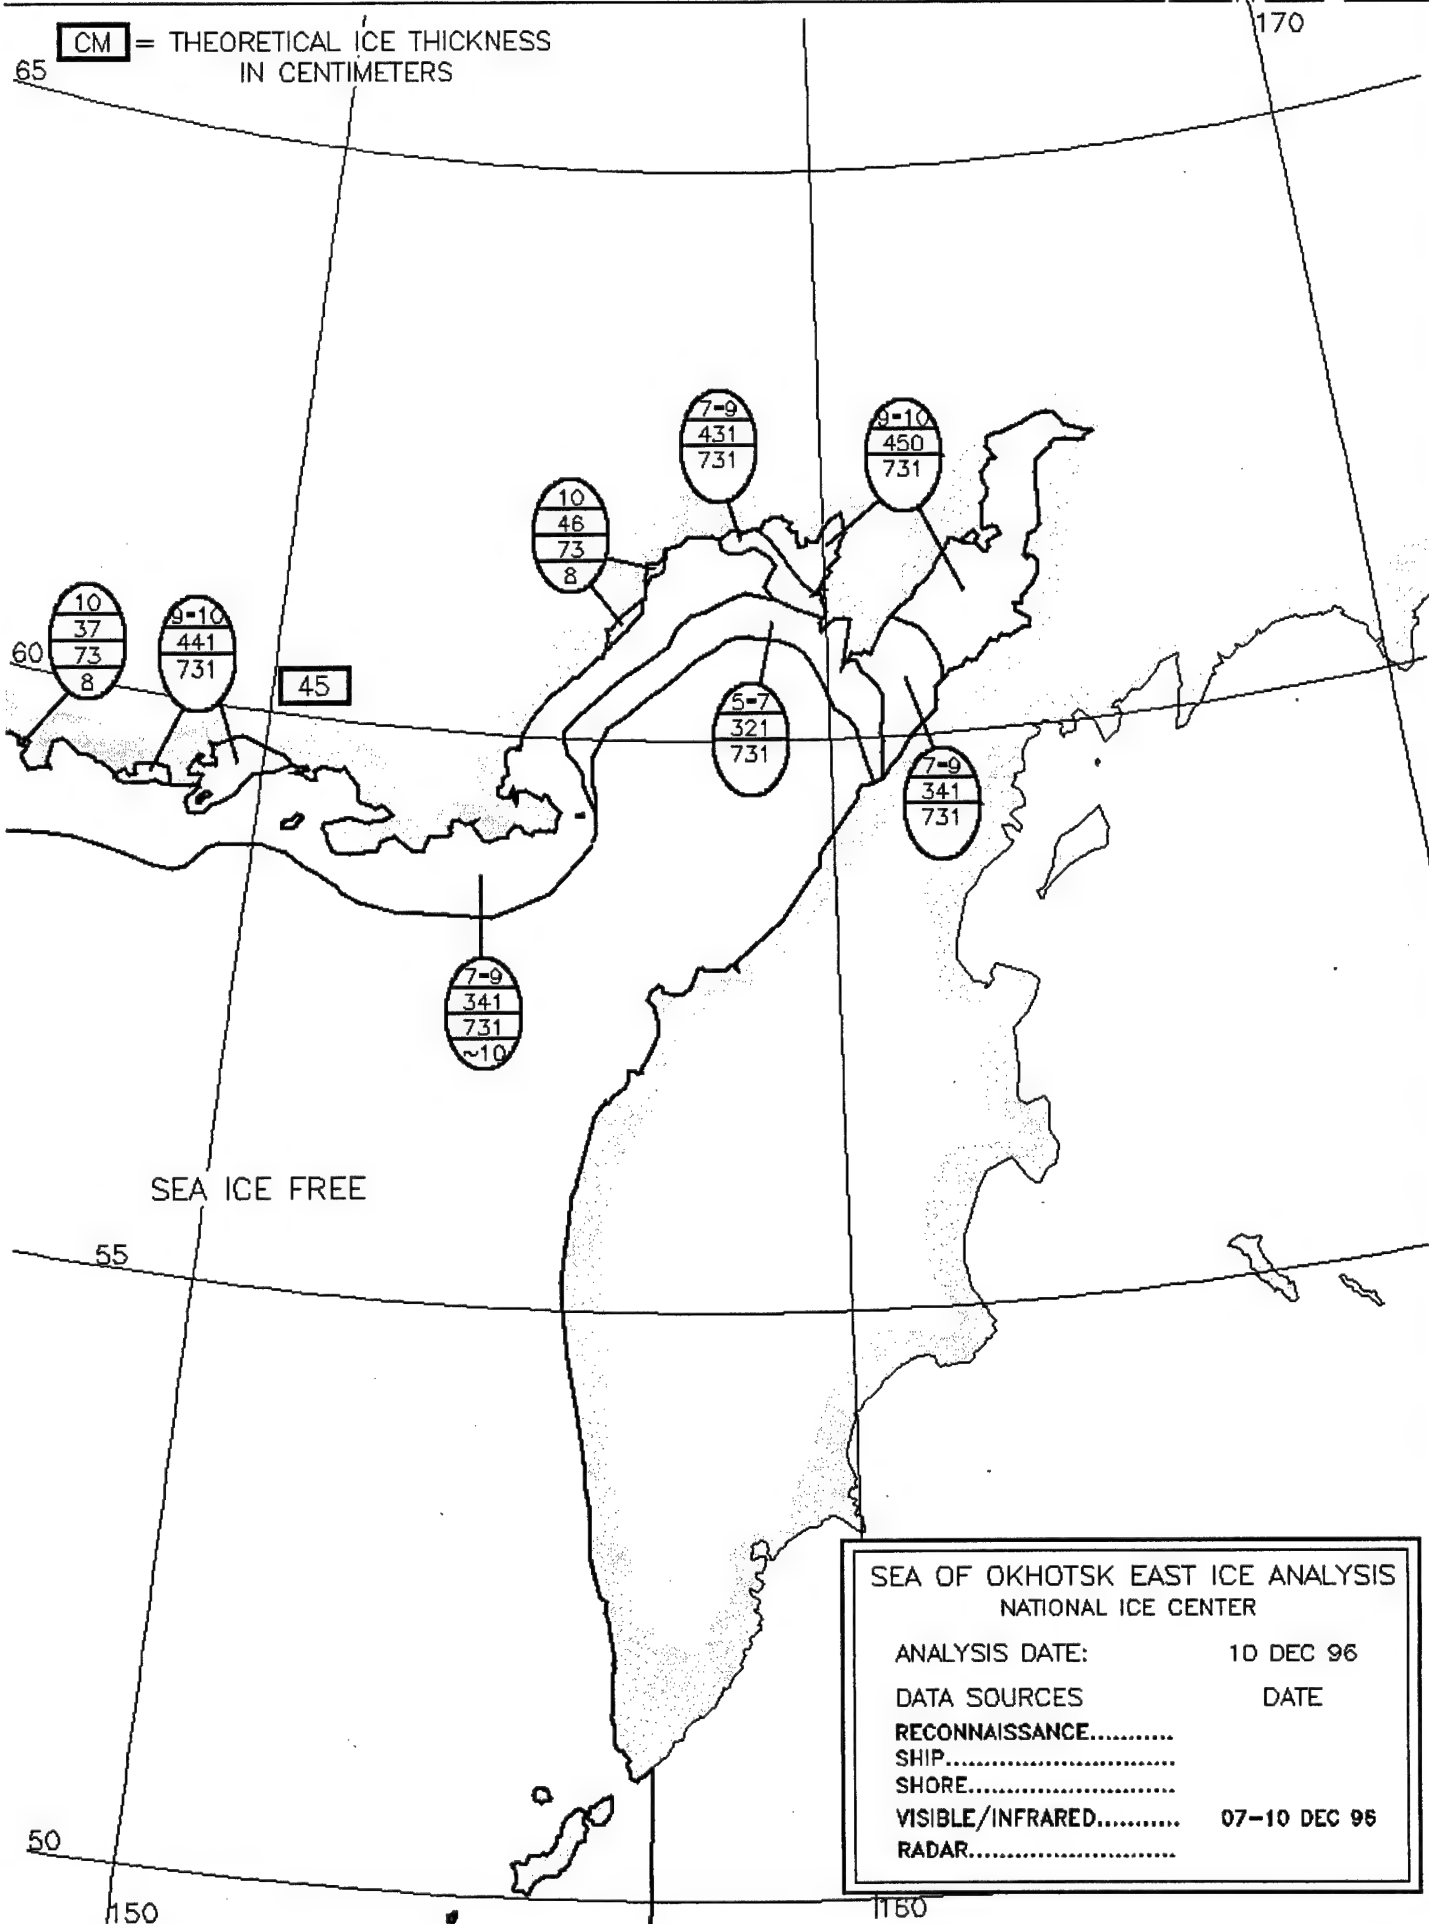 170
CM = THEORETICAL ICE THICKNESS
IN CENTIMETERS
65
7-9
431
731
9-10
450
731
10
46
73
8
10
37
73
8
9-10
441
731
60
45
5-7
321
731
7-9
341
731
7-9
341
731
~10
SEA ICE FREE
55
SEA OF OKHOTSK EAST ICE ANALYSIS
NATIONAL ICE CENTER
ANALYSIS DATE: 10 DEC 96
DATA SOURCES DATE
RECONNAISSANCE...........
SHIP............................
SHORE.........................
VISIBLE/INFRARED........... 07-10 DEC 96
RADAR.........................
50
150
160